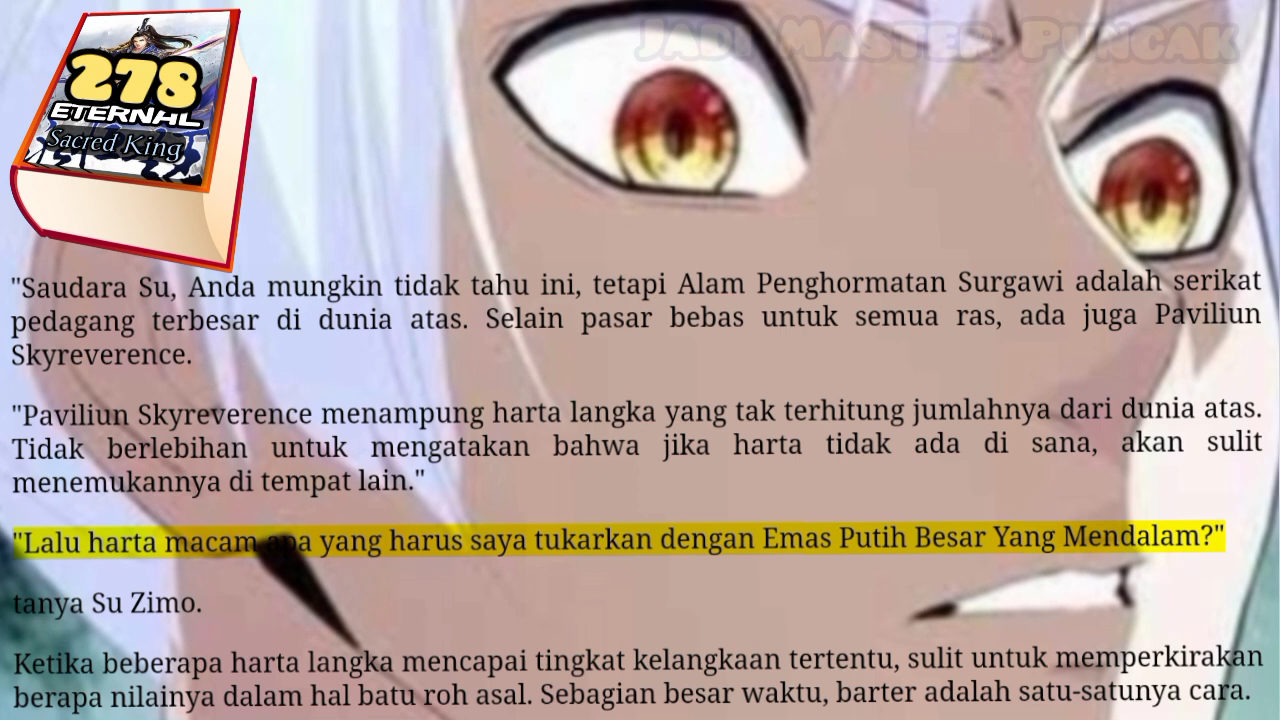 JADI MASTER PUNCAK
278
ETERNAL
Sacred King
"Saudara Su, Anda mungkin tidak tahu ini, tetapi Alam Penghormatan Surgawi adalah serikat
pedagang terbesar di dunia atas. Selain pasar bebas untuk semua ras, ada juga Paviliun
Skyreverence.
"Paviliun Skyreverence menampung harta langka yang tak terhitung jumlahnya dari dunia atas.
Tidak berlebihan untuk mengatakan bahwa jika harta tidak ada di sana, akan sulit
menemukannya di tempat lain."
"Lalu harta macam apa yang harus saya tukarkan dengan Emas Putih Besar Yang Mendalam?"
tanya Su Zimo.
Ketika beberapa harta langka mencapai tingkat kelangkaan tertentu, sulit untuk memperkirakan
berapa nilainya dalam hal batu roh asal. Sebagian besar waktu, barter adalah satu-satunya cara.